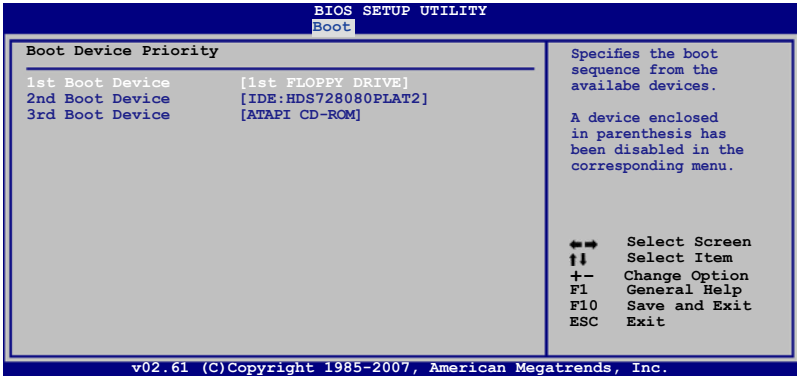 BIOS SETUP UTILITY
Boot
Boot Device Priority
1st Boot Device [1st FLOPPY DRIVE]
2nd Boot Device [IDE:HDS728080PLAT2]
3rd Boot Device [ATAPI CD-ROM]
Specifies the boot
sequence from the
availabe devices.
A device enclosed
in parenthesis has
been disabled in the
corresponding menu.
←→ Select Screen
↑↓ Select Item
+- Change Option
F1 General Help
F10 Save and Exit
ESC Exit
v02.61 (C)Copyright 1985-2007, American Megatrends, Inc.